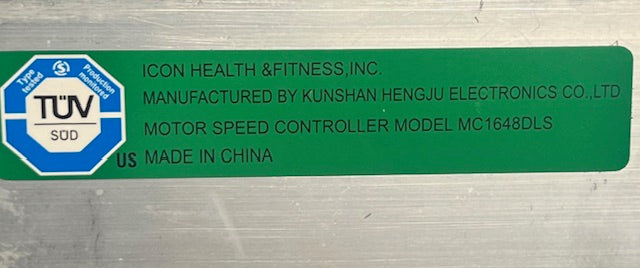 Type tested
Production monitored
TÜV
SÜD
US
ICON HEALTH &FITNESS,INC.
MANUFACTURED BY KUNSHAN HENGJU ELECTRONICS CO.,LTD
MOTOR SPEED CONTROLLER MODEL MC1648DLS
MADE IN CHINA